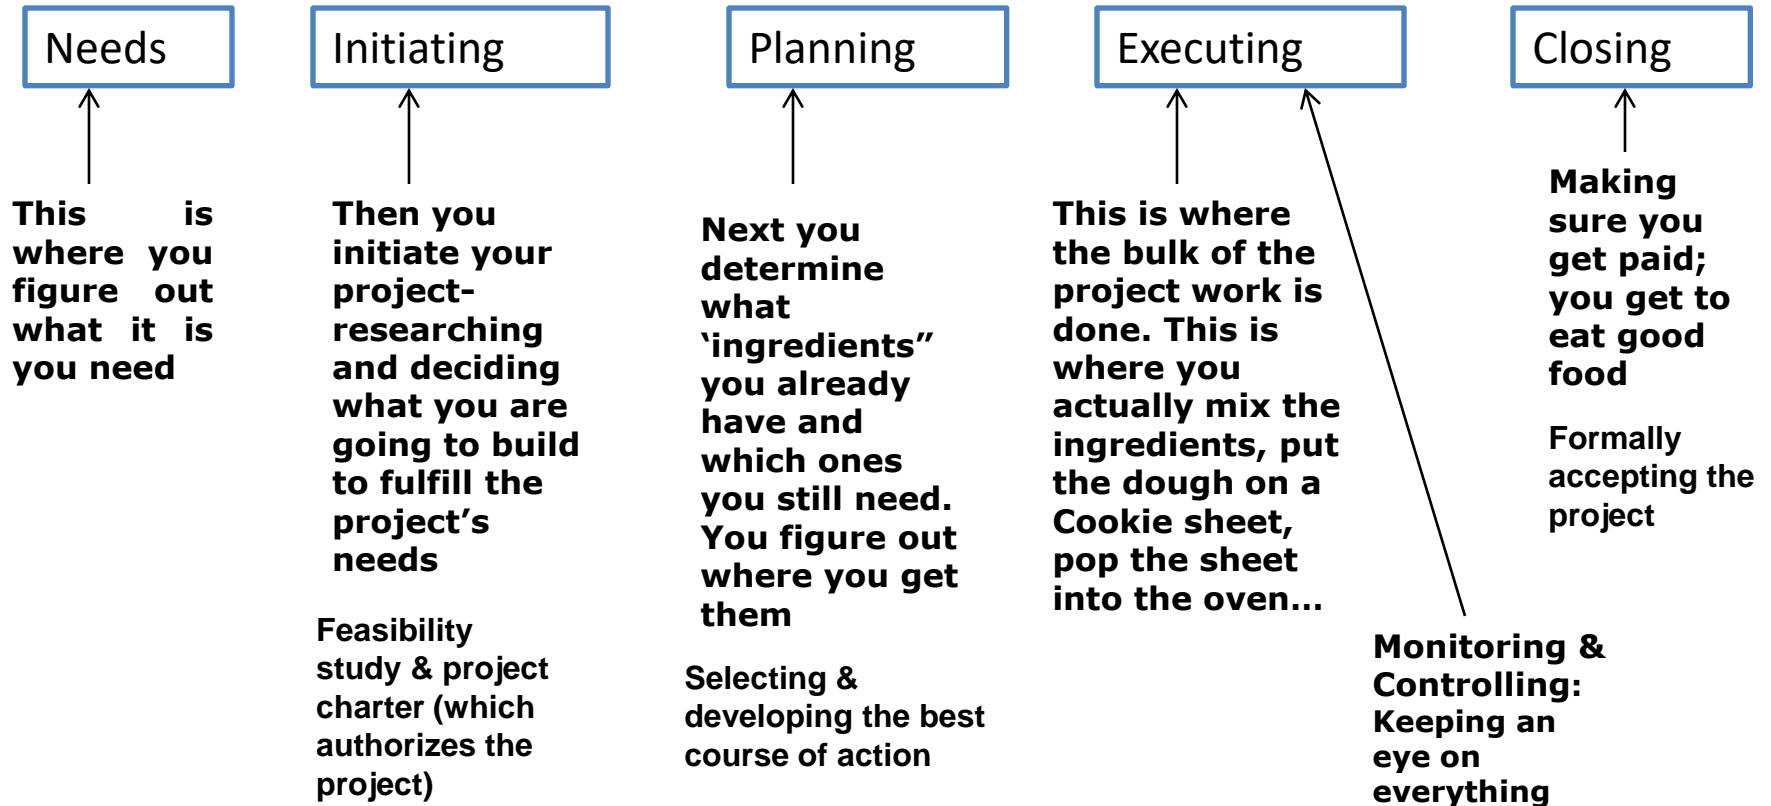 Needs
Initiating
Planning
Executing
Closing
This is
where you
figure out
what it is
you need
Then you
initiate your
project-
researching
and deciding
what you are
going to build
to fulfill the
project’s
needs
Feasibility
study & project
charter (which
authorizes the
project)
Next you
determine
what
‘ingredients”
you already
have and
which ones
you still need.
You figure out
where you get
them
Selecting &
developing the best
course of action
This is where
the bulk of the
project work is
done. This is
where you
actually mix the
ingredients, put
the dough on a
Cookie sheet,
pop the sheet
into the oven…
Monitoring &
Controlling:
Keeping an
eye on
everything
Making
sure you
get paid;
you get to
eat good
food
Formally
accepting the
project